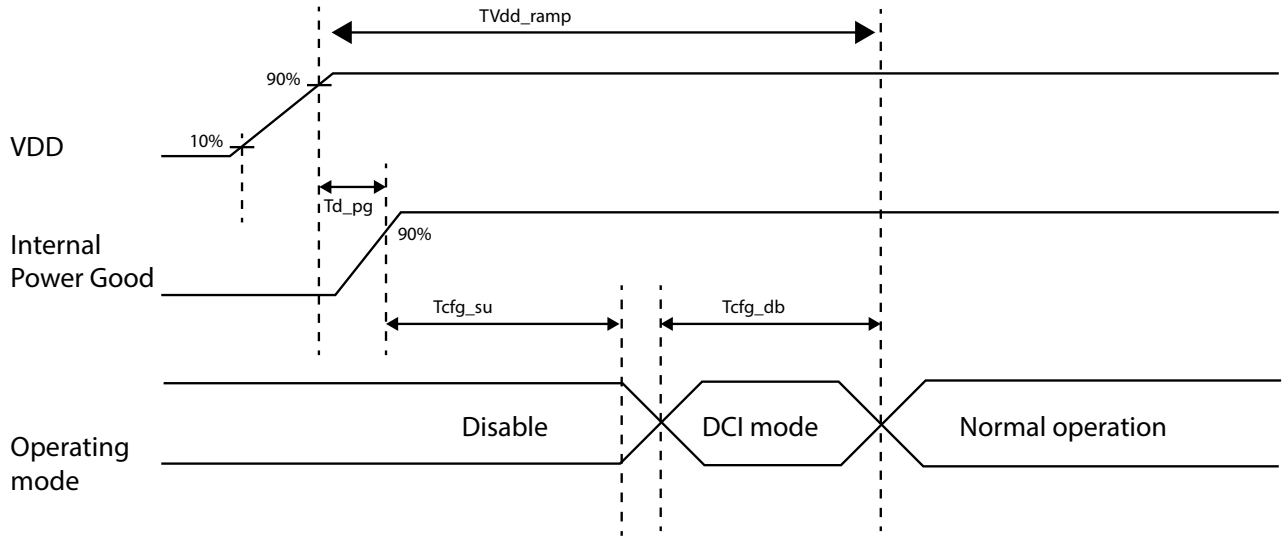 TVdd_ramp
90%
10%
VDD
Td_pg
90%
Internal
Power Good
Tcfg_su
Tcfg_db
Operating
mode
Disable
DCI mode
Normal operation